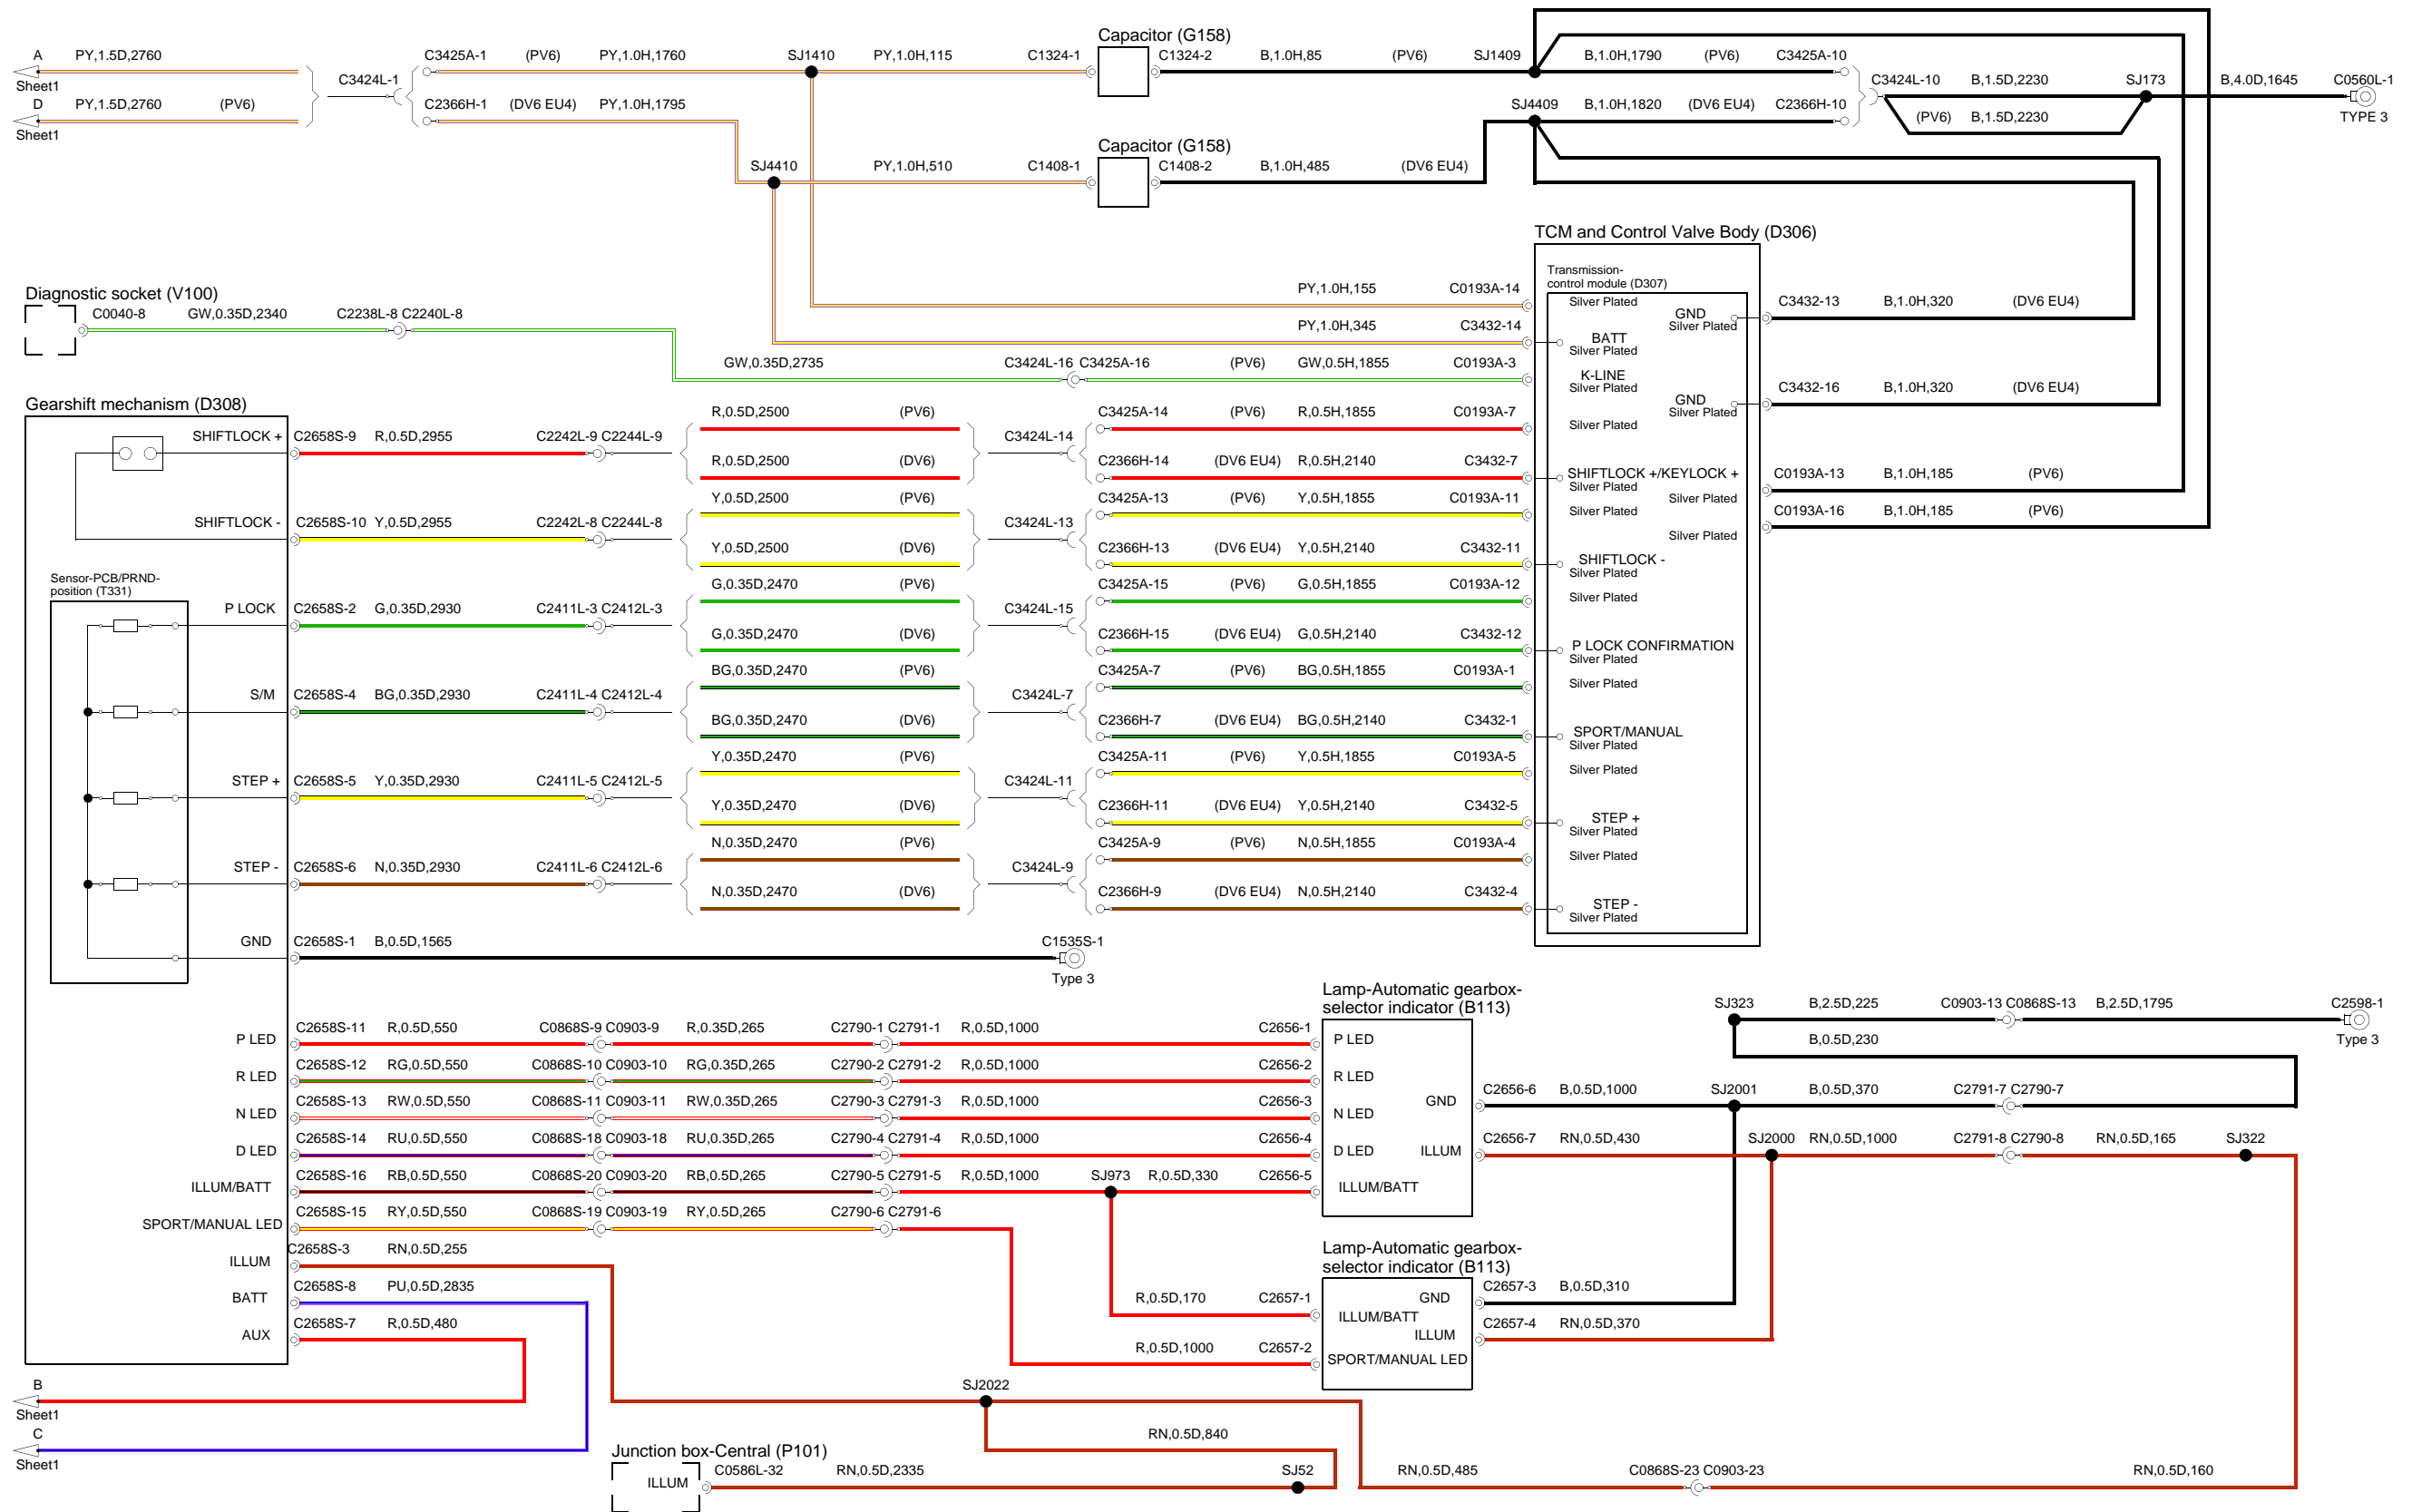 A PY,1.5D,2760
Sheet1
D PY,1.5D,2760 (PV6)
Sheet1
C3424L-1
C3425A-1 (PV6) PY,1.0H,1760 SJ1410 PY,1.0H,115 C1324-1
C2366H-1 (DV6 EU4) PY,1.0H,1795
Capacitor (G158)
C1324-2 B,1.0H,85 (PV6) SJ1409 B,1.0H,1790 (PV6) C3425A-10
SJ4409 B,1.0H,1820 (DV6 EU4) C2366H-10
C3424L-10 B,1.5D,2230 SJ173 B,4.0D,1645 C0560L-1
(PV6) B,1.5D,2230
TYPE 3
SJ4410 PY,1.0H,510 C1408-1
Capacitor (G158)
C1408-2 B,1.0H,485 (DV6 EU4)
TCM and Control Valve Body (D306)
Transmission-
control module (D307)
PY,1.0H,155 C0193A-14
Silver Plated
PY,1.0H,345 C3432-14
BATT
Silver Plated
GND
Silver Plated
C3432-13 B,1.0H,320 (DV6 EU4)
Diagnostic socket (V100)
C0040-8 GW,0.35D,2340 C2238L-8 C2240L-8
GW,0.35D,2735 C3424L-16 C3425A-16 (PV6) GW,0.5H,1855 C0193A-3
K-LINE
Silver Plated
GND
Silver Plated
C3432-16 B,1.0H,320 (DV6 EU4)
Gearshift mechanism (D308)
SHIFTLOCK + C2658S-9 R,0.5D,2955 C2242L-9 C2244L-9
R,0.5D,2500 (PV6)
R,0.5D,2500 (DV6)
C3424L-14
C3425A-14 (PV6) R,0.5H,1855 C0193A-7
Silver Plated
C2366H-14 (DV6 EU4) R,0.5H,2140 C3432-7
SHIFTLOCK +/KEYLOCK +
Silver Plated
Silver Plated
C0193A-13 B,1.0H,185 (PV6)
SHIFTLOCK - C2658S-10 Y,0.5D,2955 C2242L-8 C2244L-8
Y,0.5D,2500 (PV6)
Y,0.5D,2500 (DV6)
C3424L-13
C3425A-13 (PV6) Y,0.5H,1855 C0193A-11
Silver Plated
Silver Plated
C0193A-16 B,1.0H,185 (PV6)
C2366H-13 (DV6 EU4) Y,0.5H,2140 C3432-11
SHIFTLOCK -
Silver Plated
Sensor-PCB/PRND-
position (T331)
P LOCK C2658S-2 G,0.35D,2930 C2411L-3 C2412L-3
G,0.35D,2470 (PV6)
G,0.35D,2470 (DV6)
C3424L-15
C3425A-15 (PV6) G,0.5H,1855 C0193A-12
Silver Plated
C2366H-15 (DV6 EU4) G,0.5H,2140 C3432-12
P LOCK CONFIRMATION
Silver Plated
S/M C2658S-4 BG,0.35D,2930 C2411L-4 C2412L-4
BG,0.35D,2470 (PV6)
BG,0.35D,2470 (DV6)
C3424L-7
C3425A-7 (PV6) BG,0.5H,1855 C0193A-1
Silver Plated
C2366H-7 (DV6 EU4) BG,0.5H,2140 C3432-1
SPORT/MANUAL
Silver Plated
STEP + C2658S-5 Y,0.35D,2930 C2411L-5 C2412L-5
Y,0.35D,2470 (PV6)
Y,0.35D,2470 (DV6)
C3424L-11
C3425A-11 (PV6) Y,0.5H,1855 C0193A-5
Silver Plated
C2366H-11 (DV6 EU4) Y,0.5H,2140 C3432-5
STEP +
Silver Plated
STEP - C2658S-6 N,0.35D,2930 C2411L-6 C2412L-6
N,0.35D,2470 (PV6)
N,0.35D,2470 (DV6)
C3424L-9
C3425A-9 (PV6) N,0.5H,1855 C0193A-4
Silver Plated
C2366H-9 (DV6 EU4) N,0.5H,2140 C3432-4
STEP -
Silver Plated
GND C2658S-1 B,0.5D,1565 C1535S-1
Type 3
Lamp-Automatic gearbox-
selector indicator (B113)
SJ323 B,2.5D,225 C0903-13 C0868S-13 B,2.5D,1795 C2598-1
Type 3
B,0.5D,230
P LED C2658S-11 R,0.5D,550 C0868S-9 C0903-9 R,0.35D,265 C2790-1 C2791-1 R,0.5D,1000 C2656-1 P LED
R LED C2658S-12 RG,0.5D,550 C0868S-10 C0903-10 RG,0.35D,265 C2790-2 C2791-2 R,0.5D,1000 C2656-2 R LED
N LED C2658S-13 RW,0.5D,550 C0868S-11 C0903-11 RW,0.35D,265 C2790-3 C2791-3 R,0.5D,1000 C2656-3 N LED
GND C2656-6 B,0.5D,1000 SJ2001 B,0.5D,370 C2791-7 C2790-7
D LED C2658S-14 RU,0.5D,550 C0868S-18 C0903-18 RU,0.35D,265 C2790-4 C2791-4 R,0.5D,1000 C2656-4 D LED
ILLUM C2656-7 RN,0.5D,430 SJ2000 RN,0.5D,1000 C2791-8 C2790-8 RN,0.5D,165 SJ322
ILLUM/BATT C2658S-16 RB,0.5D,550 C0868S-20 C0903-20 RB,0.5D,265 C2790-5 C2791-5 R,0.5D,1000 SJ973 R,0.5D,330 C2656-5 ILLUM/BATT
SPORT/MANUAL LED C2658S-15 RY,0.5D,550 C0868S-19 C0903-19 RY,0.5D,265 C2790-6 C2791-6
ILLUM C2658S-3 RN,0.5D,255
BATT C2658S-8 PU,0.5D,2835
AUX C2658S-7 R,0.5D,480
Lamp-Automatic gearbox-
selector indicator (B113)
R,0.5D,170 C2657-1 ILLUM/BATT
GND C2657-3 B,0.5D,310
ILLUM C2657-4 RN,0.5D,370
R,0.5D,1000 C2657-2 SPORT/MANUAL LED
B
Sheet1
C
Sheet1
SJ2022
RN,0.5D,840
Junction box-Central (P101)
ILLUM C0586L-32 RN,0.5D,2335 SJ52
RN,0.5D,485 C0868S-23 C0903-23 RN,0.5D,160